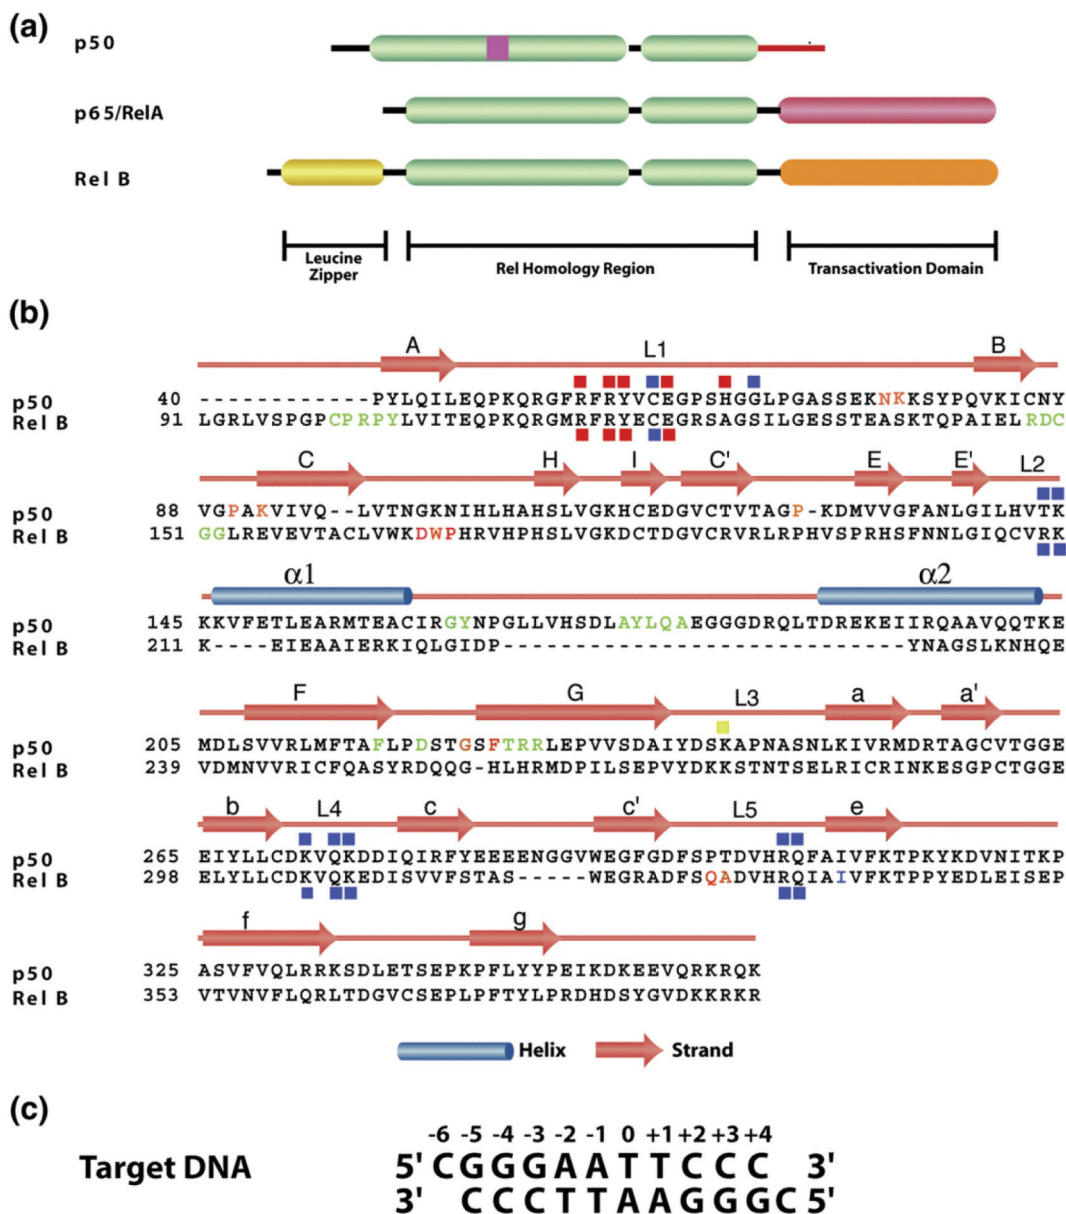 (a)
p50
p65/RelA
Rel B
Leucine Zipper
Rel Homology Region
Transactivation Domain
(b)
A L1 B
p50 40 -----------PYLQILEQPKQRGFRFRYVCEGPSHGGLPGASSEKNKKSYPQVKICNY
Rel B 91 LGRLVSPGPCPRPYLVITEQPKQRGMRFRYECEGRSAGSILGESSTEASKTQPAIELRDC
C H I C' E E' L2
p50 88 VGPAKVIVQ--LVTNGKNIHLHAHSLVGKHCEDGVCTVTAGP-KDMVVGFANLGILHVTK
Rel B 151 GGLREVEVTACLVWKDWPHRVHPHSLVGKDCTDGVCRVRLRPHVSPRHSFNNLGIQCVRK
α1 α2
p50 145 KKVFETLEARMTEACIRGYNPGLLVHSDLAYLQAEGGGDRQLTDREKEIIRQAAVQQTKE
Rel B 211 K----EIEAAIERKIQLGIDP----------------------YNAGSLKNHQE
F G L3 a a'
p50 205 MDLSVVRLMFTAFLPDSTGSFTRRLEPVVSDAIYDSKAPNASNLKIVRMDRTAGCVTGGE
Rel B 239 VDMNVVRICFQASYRDQQG-HLHRMDPILSEPVYDKKSTNTSELRICRINKESGPCTGGE
b L4 c c' L5 e
p50 265 EIYLLCDKVQKDDIQIRFYEEEENGGVWEGFGDFSPTDVHRQFAIVFKTPKYKDVNITKP
Rel B 298 ELYLLCDKVQKEDISVVFSTAS-----WEGRADFSQADVHRQIAIVFKTPPYEDLEISEP
f g
p50 325 ASVFVQLRRKSDLETSEPKPFLYYPEIKDKEEVQRKRQK
Rel B 353 VTVNVFLQRLTDGVCSEPLPFTYLPRDHDSYGVDKKRKR
Helix Strand
(c)
-6 -5 -4 -3 -2 -1 0 +1 +2 +3 +4
Target DNA 5' C G G G A A T T C C C 3'
3' C C C T T A A G G G C 5'